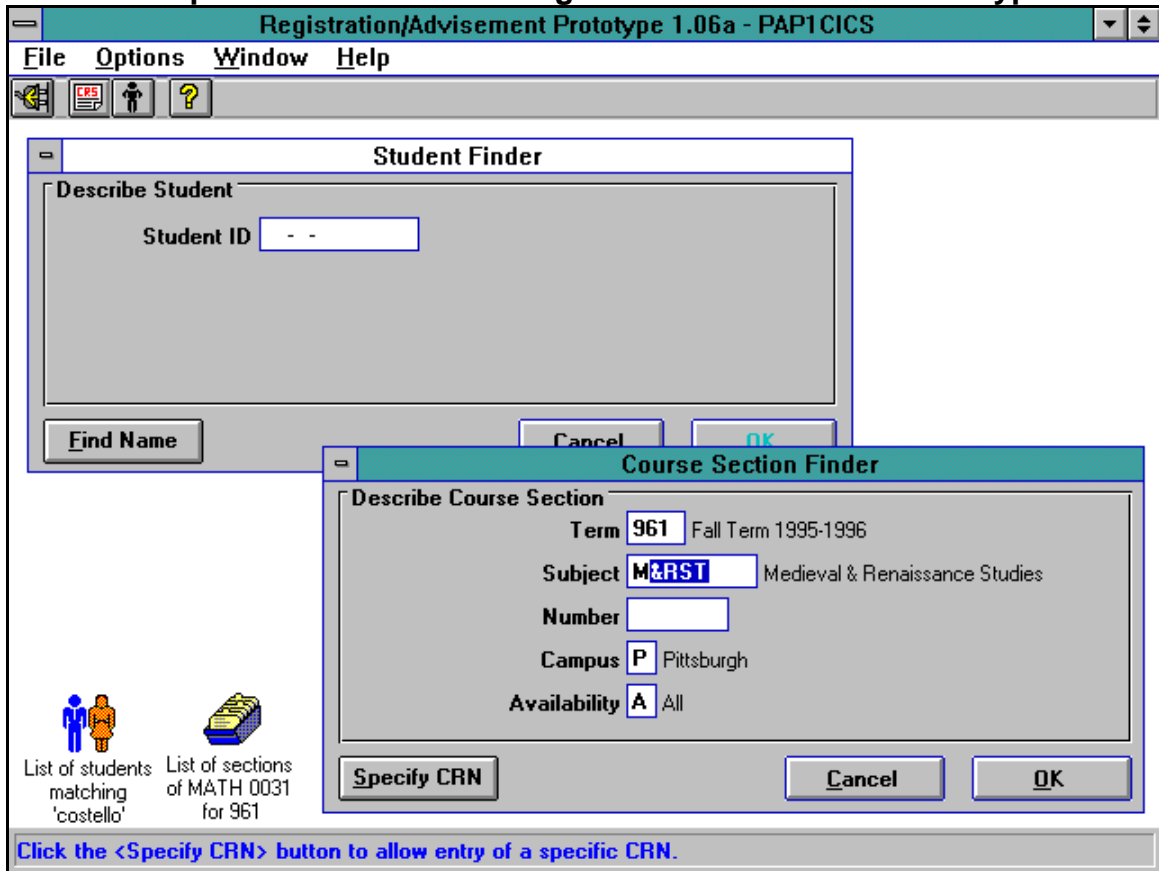 Registration/Advisement Prototype 1.06a - PAP1CICS
File Options Window Help
CRS ?
Student Finder
Describe Student
Student ID - -
Find Name Cancel OK
Course Section Finder
Describe Course Section
Term 961 Fall Term 1995-1996
Subject M&RST Medieval & Renaissance Studies
Number
Campus P Pittsburgh
Availability A All
Specify CRN Cancel OK
List of students
matching
'costello'
List of sections
of MATH 0031
for 961
Click the <Specify CRN> button to allow entry of a specific CRN.